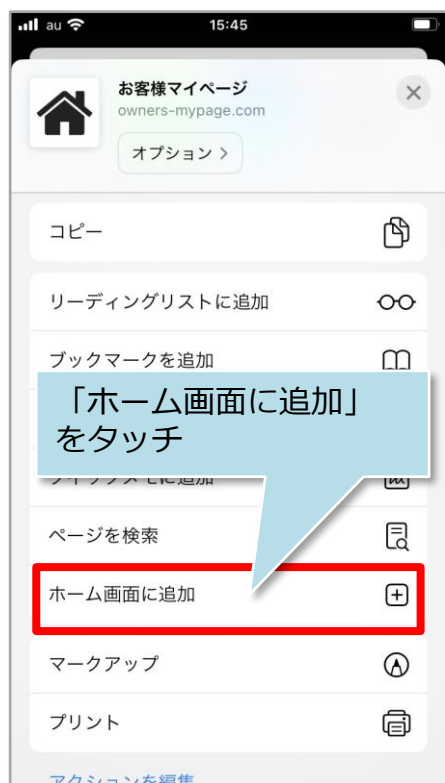 au
15:45
お客様マイページ
owners-mypage.com
オプション >
コピー
リーディングリストに追加
ブックマークを追加
「ホーム画面に追加」
をタッチ
ページを検索
ホーム画面に追加
マークアップ
プリント
アクションを編集